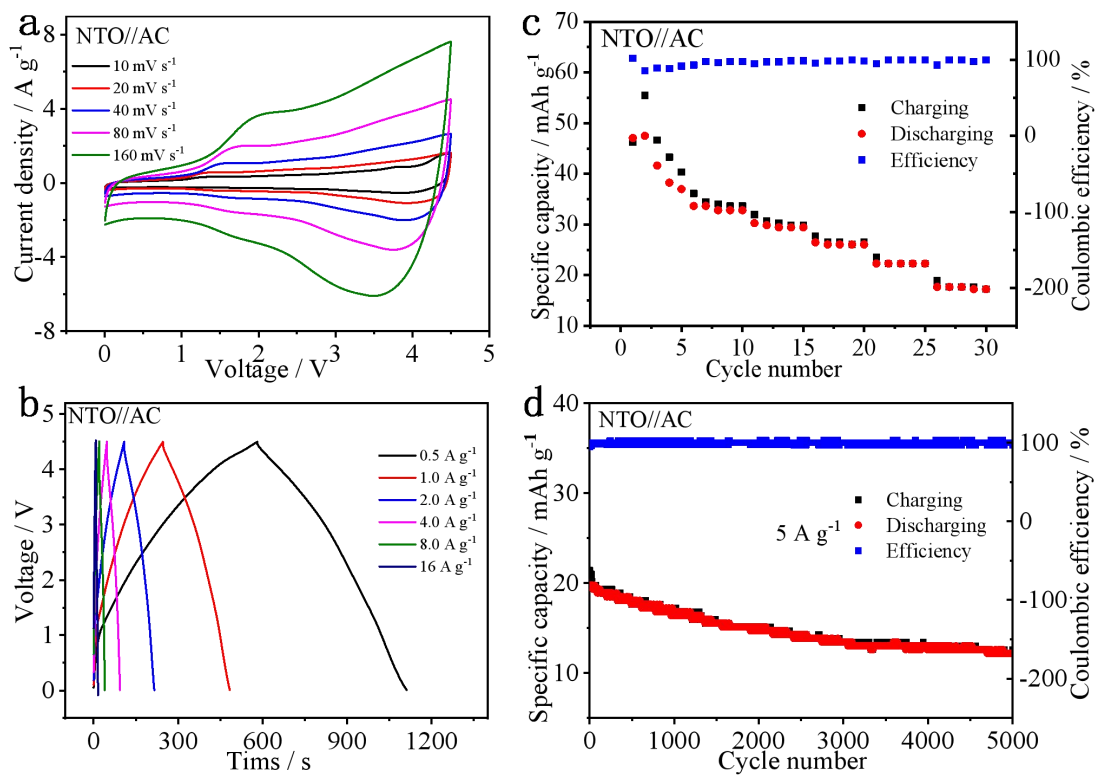 a
NTO//AC
10 mV s⁻¹
20 mV s⁻¹
40 mV s⁻¹
80 mV s⁻¹
160 mV s⁻¹
Current density / A g⁻¹
8
4
0
-4
-8
0 1 2 3 4 5
Voltage / V
c
NTO//AC
Charging
Discharging
Efficiency
Specific capacity / mAh g⁻¹
70
60
50
40
30
20
10
100
0
-100
-200
Coulombic efficiency / %
0 5 10 15 20 25 30
Cycle number
b
NTO//AC
0.5 A g⁻¹
1.0 A g⁻¹
2.0 A g⁻¹
4.0 A g⁻¹
8.0 A g⁻¹
16 A g⁻¹
Voltage / V
5
4
3
2
1
0
0 300 600 900 1200
Tims / s
d
NTO//AC
Charging
Discharging
Efficiency
5 A g⁻¹
Specific capacity / mAh g⁻¹
40
30
20
10
100
0
-100
-200
Coulombic efficiency / %
0 1000 2000 3000 4000 5000
Cycle number